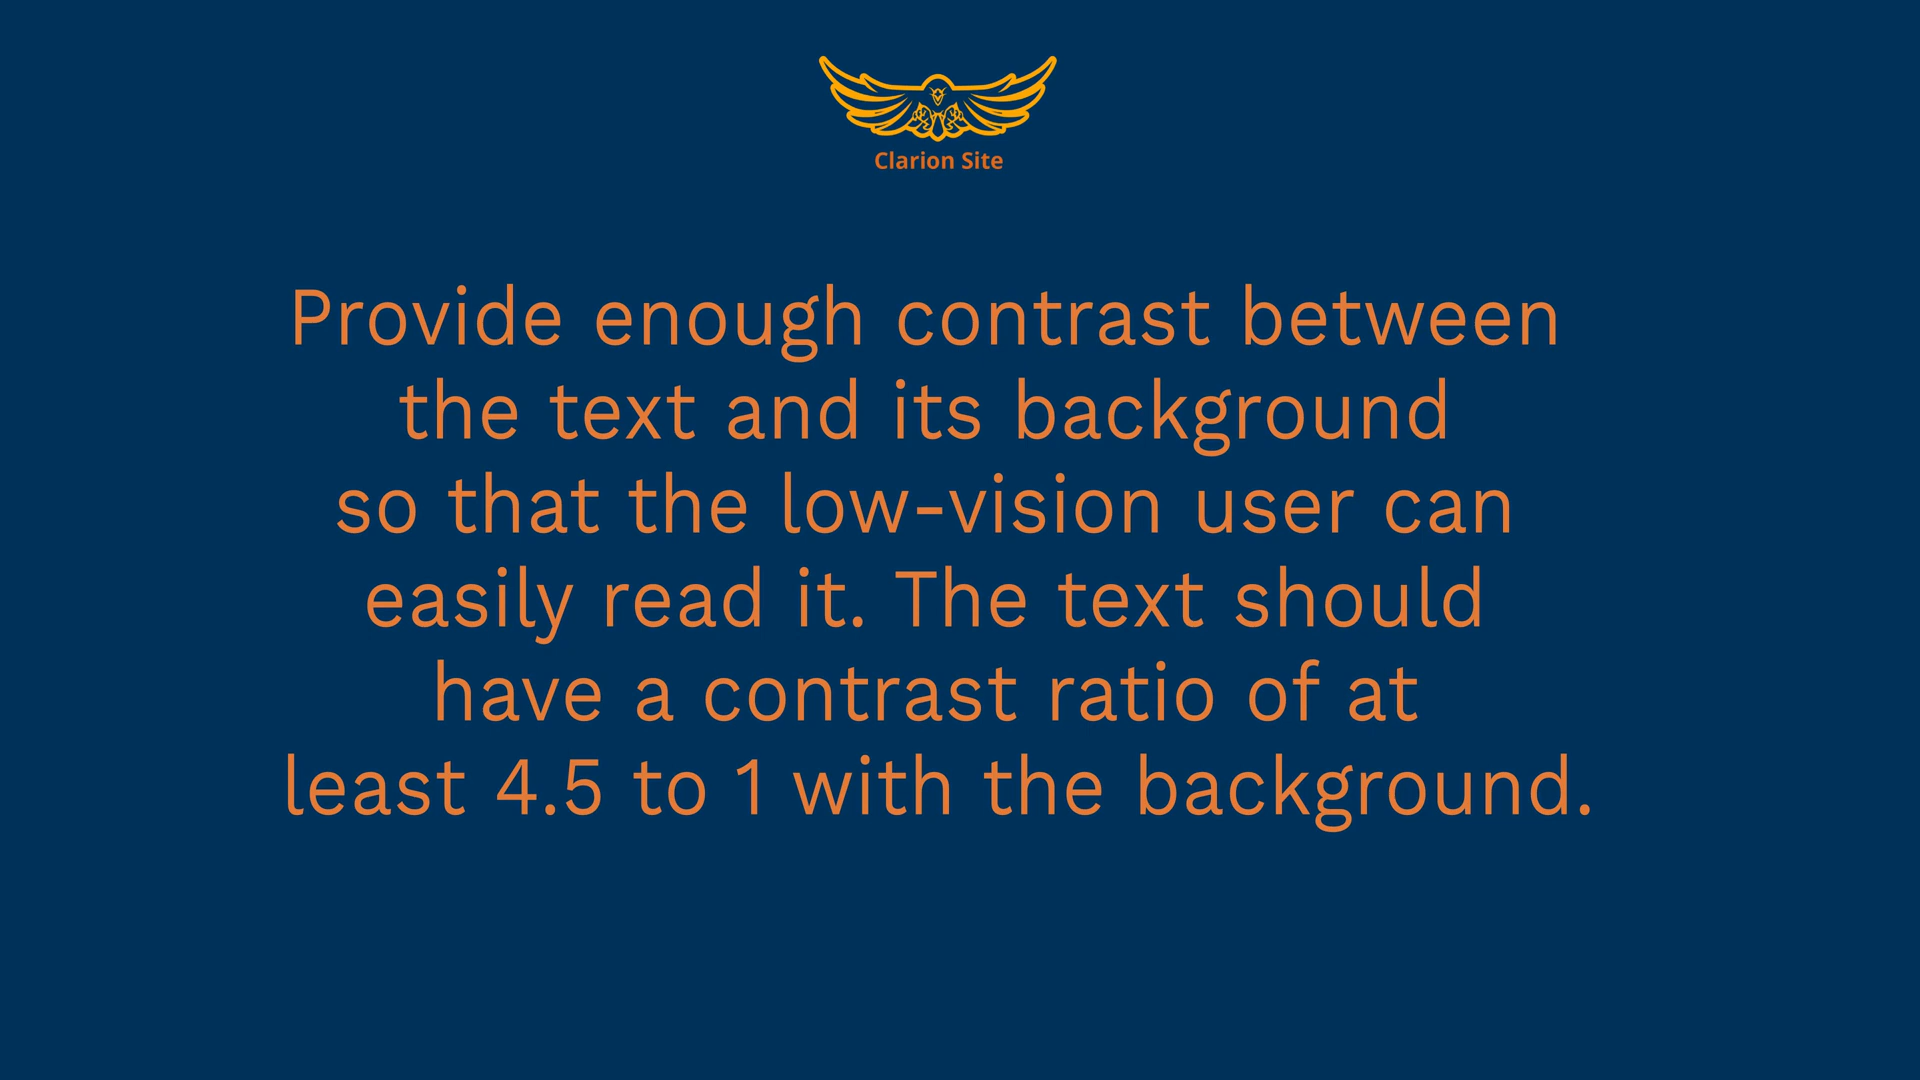 Clarion Site
Provide enough contrast between
the text and its background
so that the low-vision user can
easily read it. The text should
have a contrast ratio of at
least 4.5 to 1 with the background.